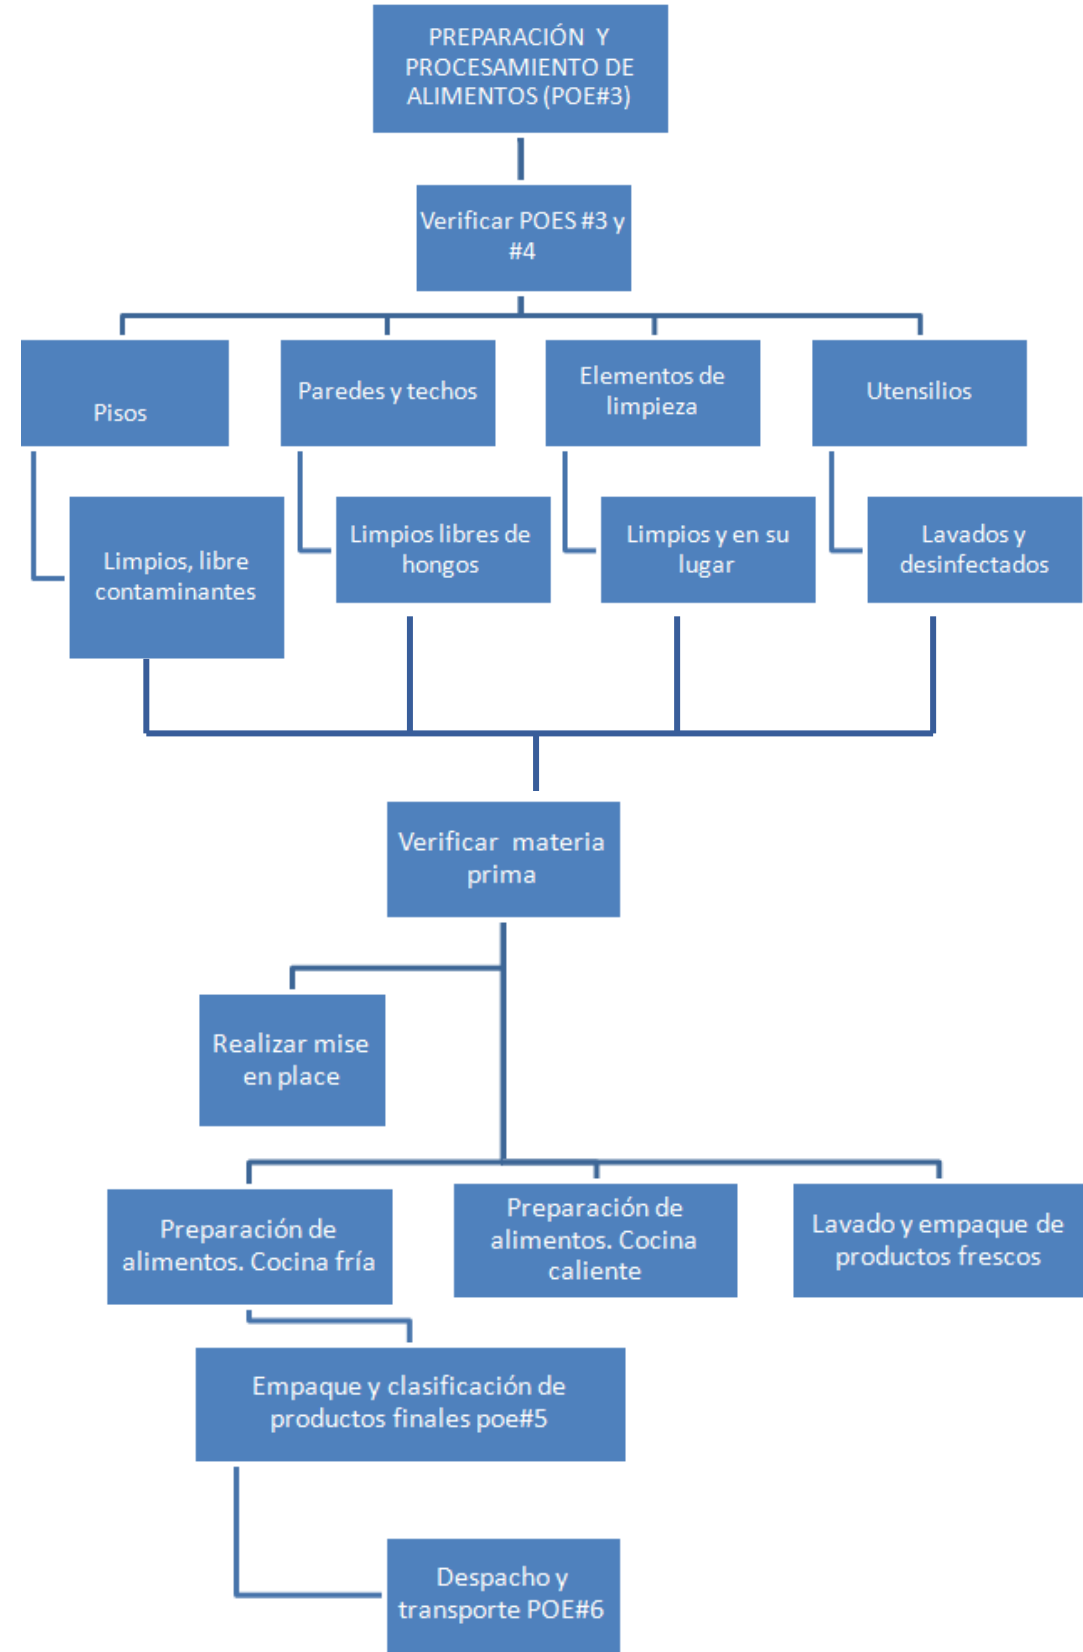 PREPARACIÓN Y
PROCESAMIENTO DE
ALIMENTOS (POE#3)
Verificar POES #3 y
#4
Pisos
Paredes y techos
Elementos de
limpieza
Utensilios
Limpios, libre
contaminantes
Limpios libres de
hongos
Limpios y en su
lugar
Lavados y
desinfectados
Verificar materia
prima
Realizar mise
en place
Preparación de
alimentos. Cocina fría
Preparación de
alimentos. Cocina
caliente
Lavado y empaque de
productos frescos
Empaque y clasificación de
productos finales poe#5
Despacho y
transporte POE#6